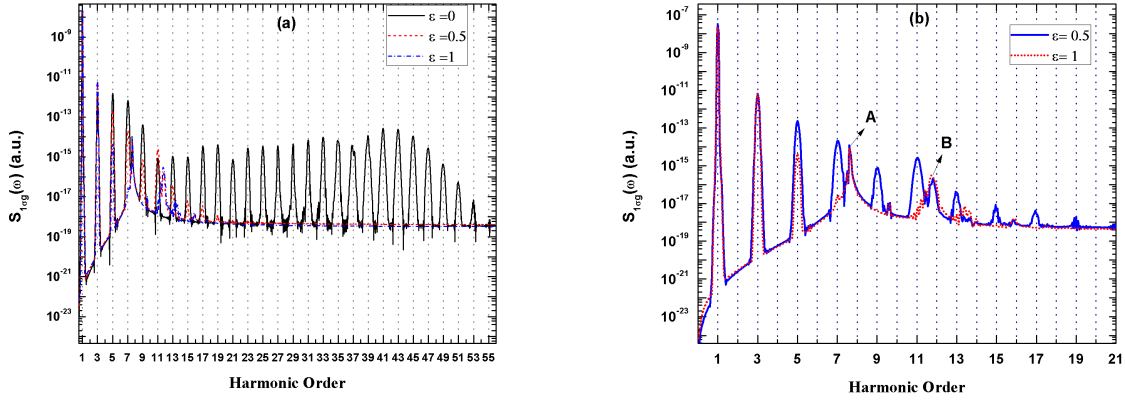 (a)
ε =0
ε =0.5
ε =1
10^-9
10^-11
10^-13
10^-15
10^-17
10^-19
10^-21
10^-23
S_log(ω) (a.u.)
1 3 5 7 9 11 13 15 17 19 21 23 25 27 29 31 33 35 37 39 41 43 45 47 49 51 53 55
Harmonic Order
(b)
ε= 0.5
ε= 1
A
B
10^-7
10^-9
10^-11
10^-13
10^-15
10^-17
10^-19
10^-21
10^-23
S_log(ω) (a.u.)
1 3 5 7 9 11 13 15 17 19 21
Harmonic Order